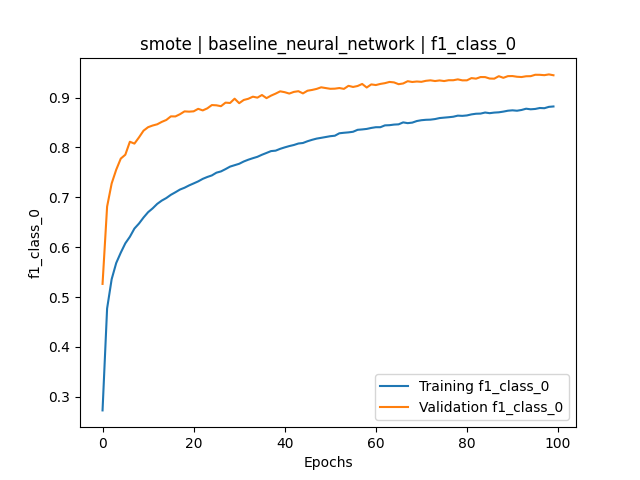 smote | baseline_neural_network | f1_class_0
f1_class_0
0.9
0.8
0.7
0.6
0.5
0.4
0.3
0
20
40
60
80
100
Epochs
Training f1_class_0
Validation f1_class_0